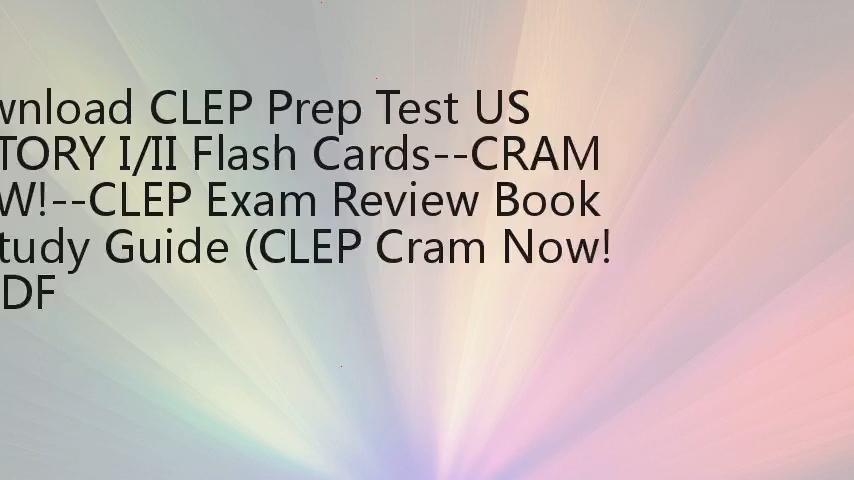 wnload CLEP Prep Test US
TORY I/II Flash Cards--CRAM
W!--CLEP Exam Review Book
tudy Guide (CLEP Cram Now!
DF